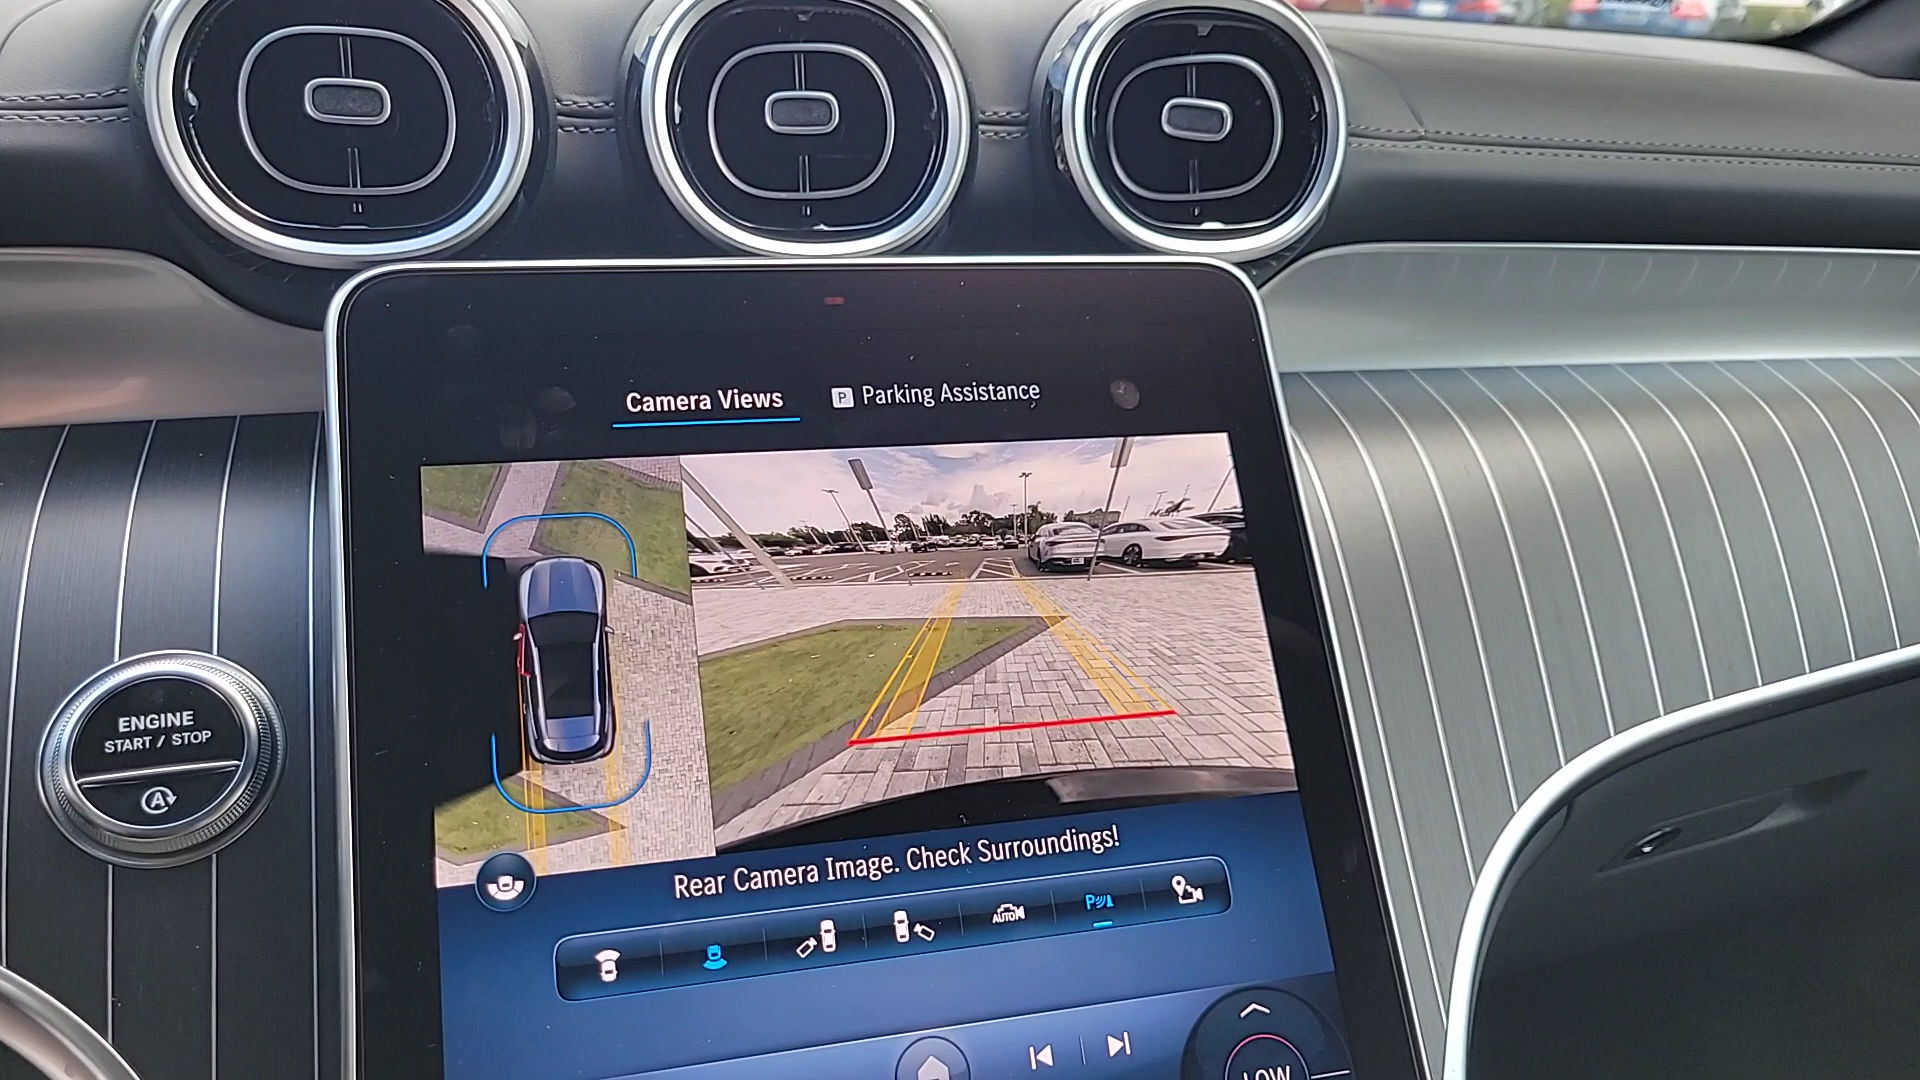 Camera Views
P Parking Assistance
ENGINE
START / STOP
A
Rear Camera Image. Check Surroundings!
AUTO
P
LOW